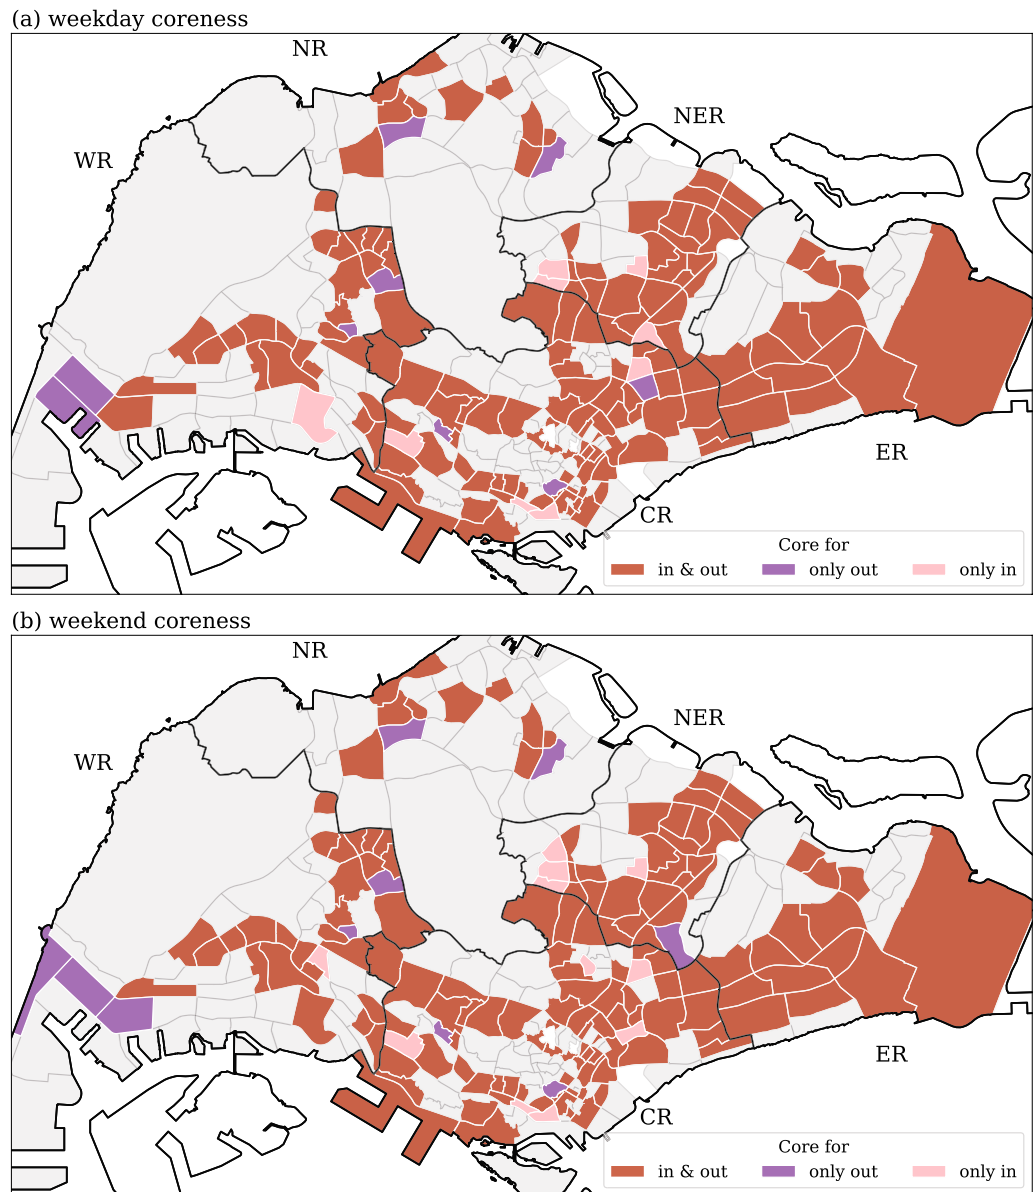 (a) weekday coreness
NR
NER
WR
ER
CR
Core for
in & out
only out
only in
(b) weekend coreness
NR
NER
WR
ER
CR
Core for
in & out
only out
only in